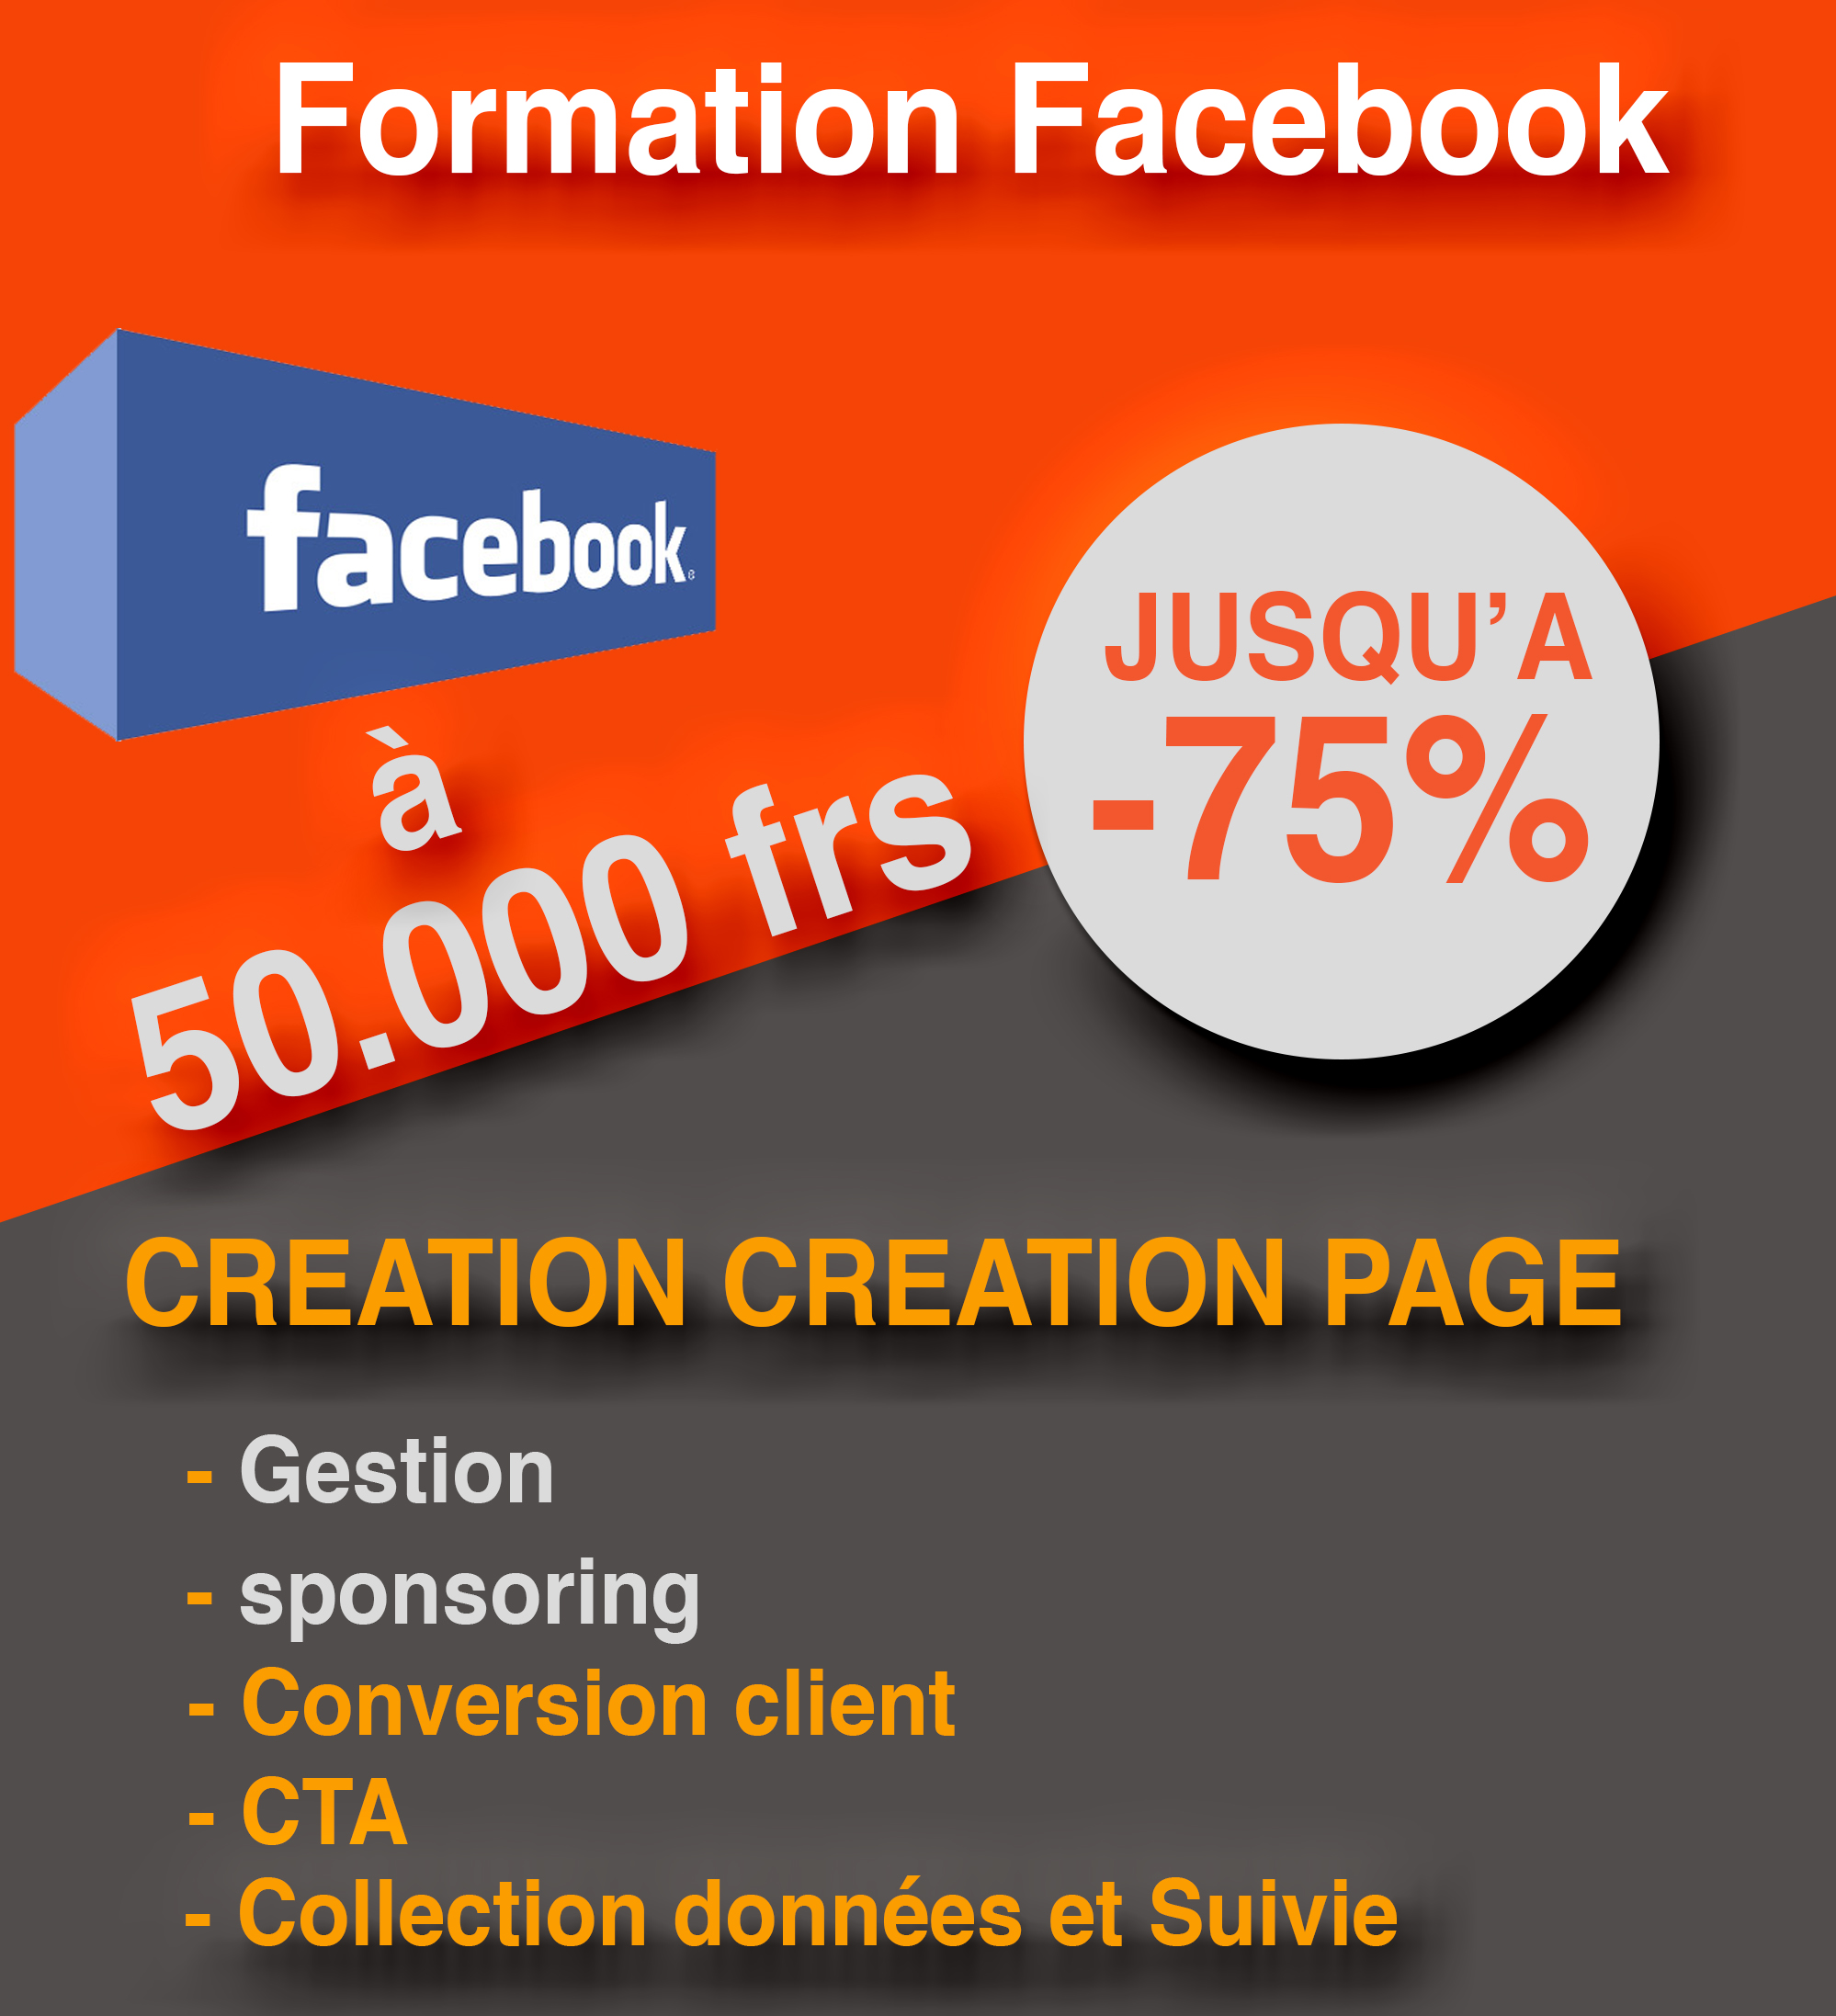 Formation Facebook
facebook
à
50.000 frs
JUSQU’A
-75%
CREATION CREATION PAGE
- Gestion
- sponsoring
- Conversion client
- CTA
- Collection données et Suivie